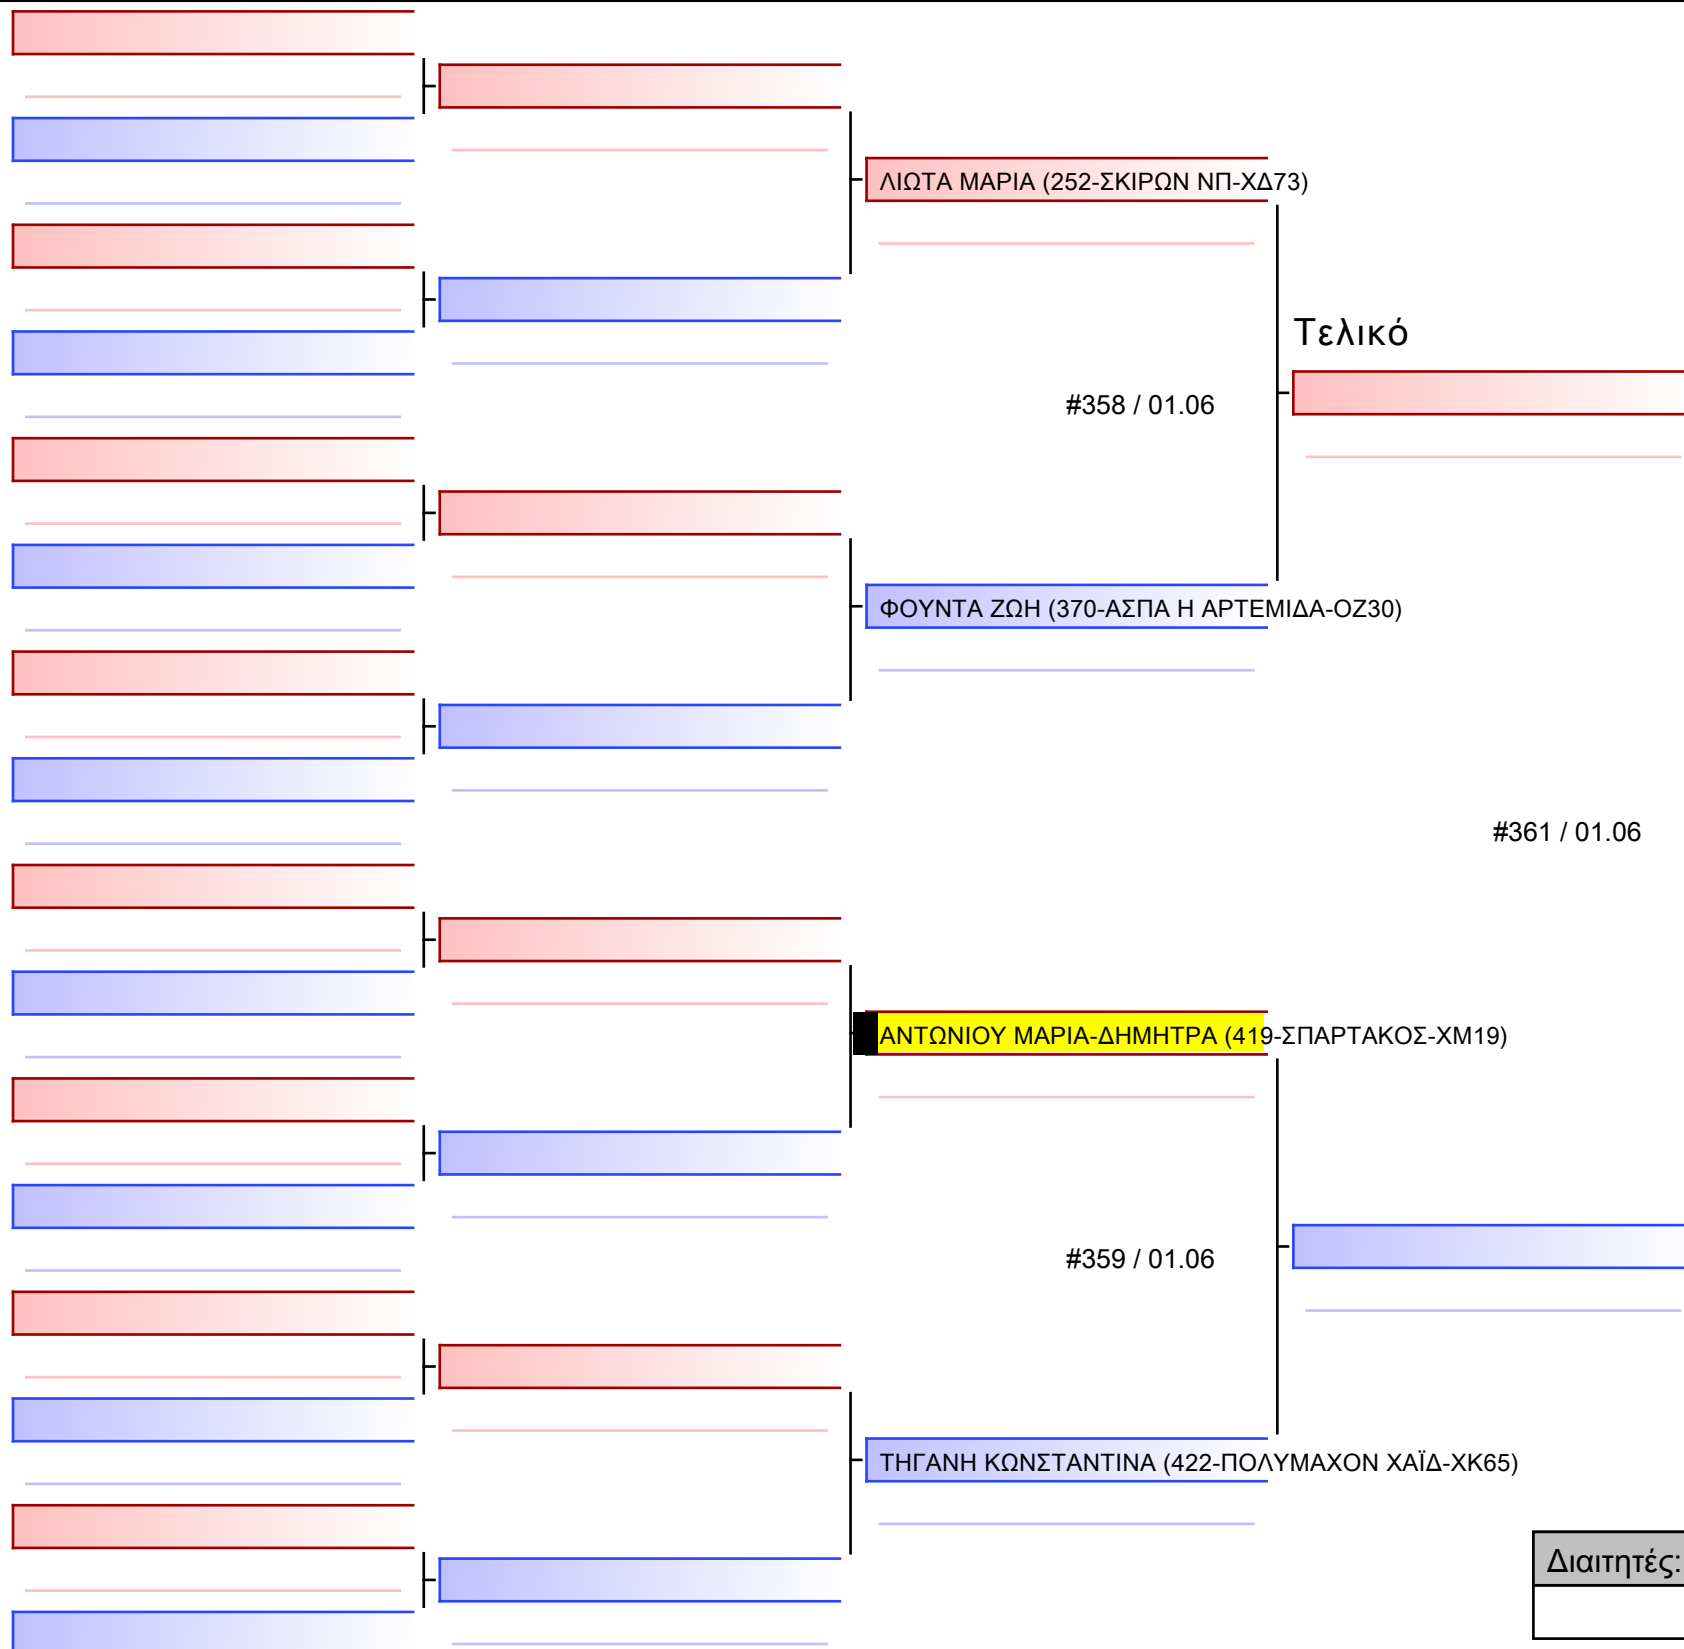 ΛΙΩΤΑ ΜΑΡΙΑ (252-ΣΚΙΡΩΝ ΝΠ-ΧΔ73)
Τελικό
#358 / 01.06
ΦΟΥΝΤΑ ΖΩΗ (370-ΑΣΠΑ Η ΑΡΤΕΜΙΔΑ-ΟΖ30)
#361 / 01.06
ΑΝΤΩΝΙΟΥ ΜΑΡΙΑ-ΔΗΜΗΤΡΑ (419-ΣΠΑΡΤΑΚΟΣ-ΧΜ19)
#359 / 01.06
ΤΗΓΑΝΗ ΚΩΝΣΤΑΝΤΙΝΑ (422-ΠΟΛΥΜΑΧΟΝ ΧΑΪΔ-ΧΚ65)
Διαιτητές: